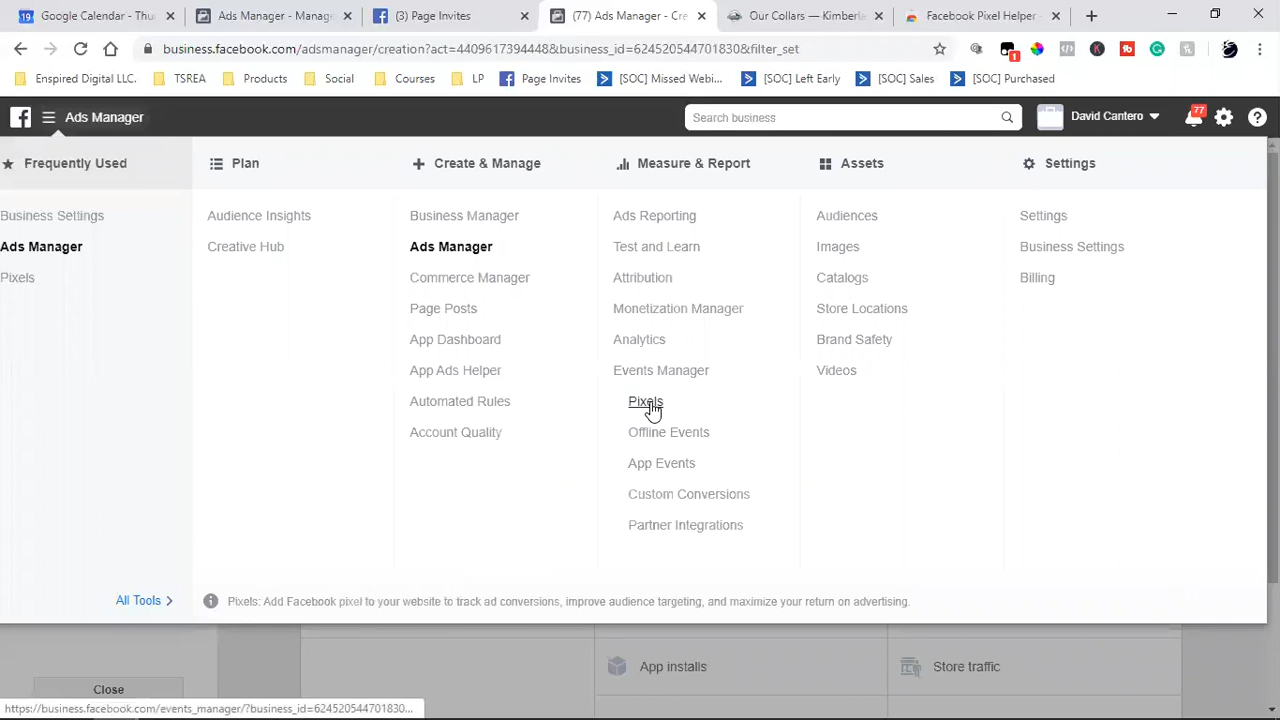 19
Google Calendar - Thu
Ads Manager - Manage
(3) Page Invites
(77) Ads Manager - Cre
Our Collars — Kimberle
Facebook Pixel Helper -
business.facebook.com/adsmanager/creation?act=4409617394448&business_id=624520544701830&filter_set
1
Enspired Digital LLC.
TSREA
Products
Social
Courses
LP
Page Invites
[SOC] Missed Webi...
[SOC] Left Early
[SOC] Sales
[SOC] Purchased
Ads Manager
Search business
David Cantero
77
Frequently Used
Plan
Create & Manage
Measure & Report
Assets
Settings
Business Settings
Audience Insights
Business Manager
Ads Reporting
Audiences
Settings
Ads Manager
Creative Hub
Ads Manager
Test and Learn
Images
Business Settings
Pixels
Commerce Manager
Attribution
Catalogs
Billing
Page Posts
Monetization Manager
Store Locations
App Dashboard
Analytics
Brand Safety
App Ads Helper
Events Manager
Videos
Automated Rules
Pixels
Account Quality
Offline Events
App Events
Custom Conversions
Partner Integrations
All Tools
Pixels: Add Facebook pixel to your website to track ad conversions, improve audience targeting, and maximize your return on advertising.
App installs
Store traffic
Close
https://business.facebook.com/events_manager/?business_id=624520544701830...